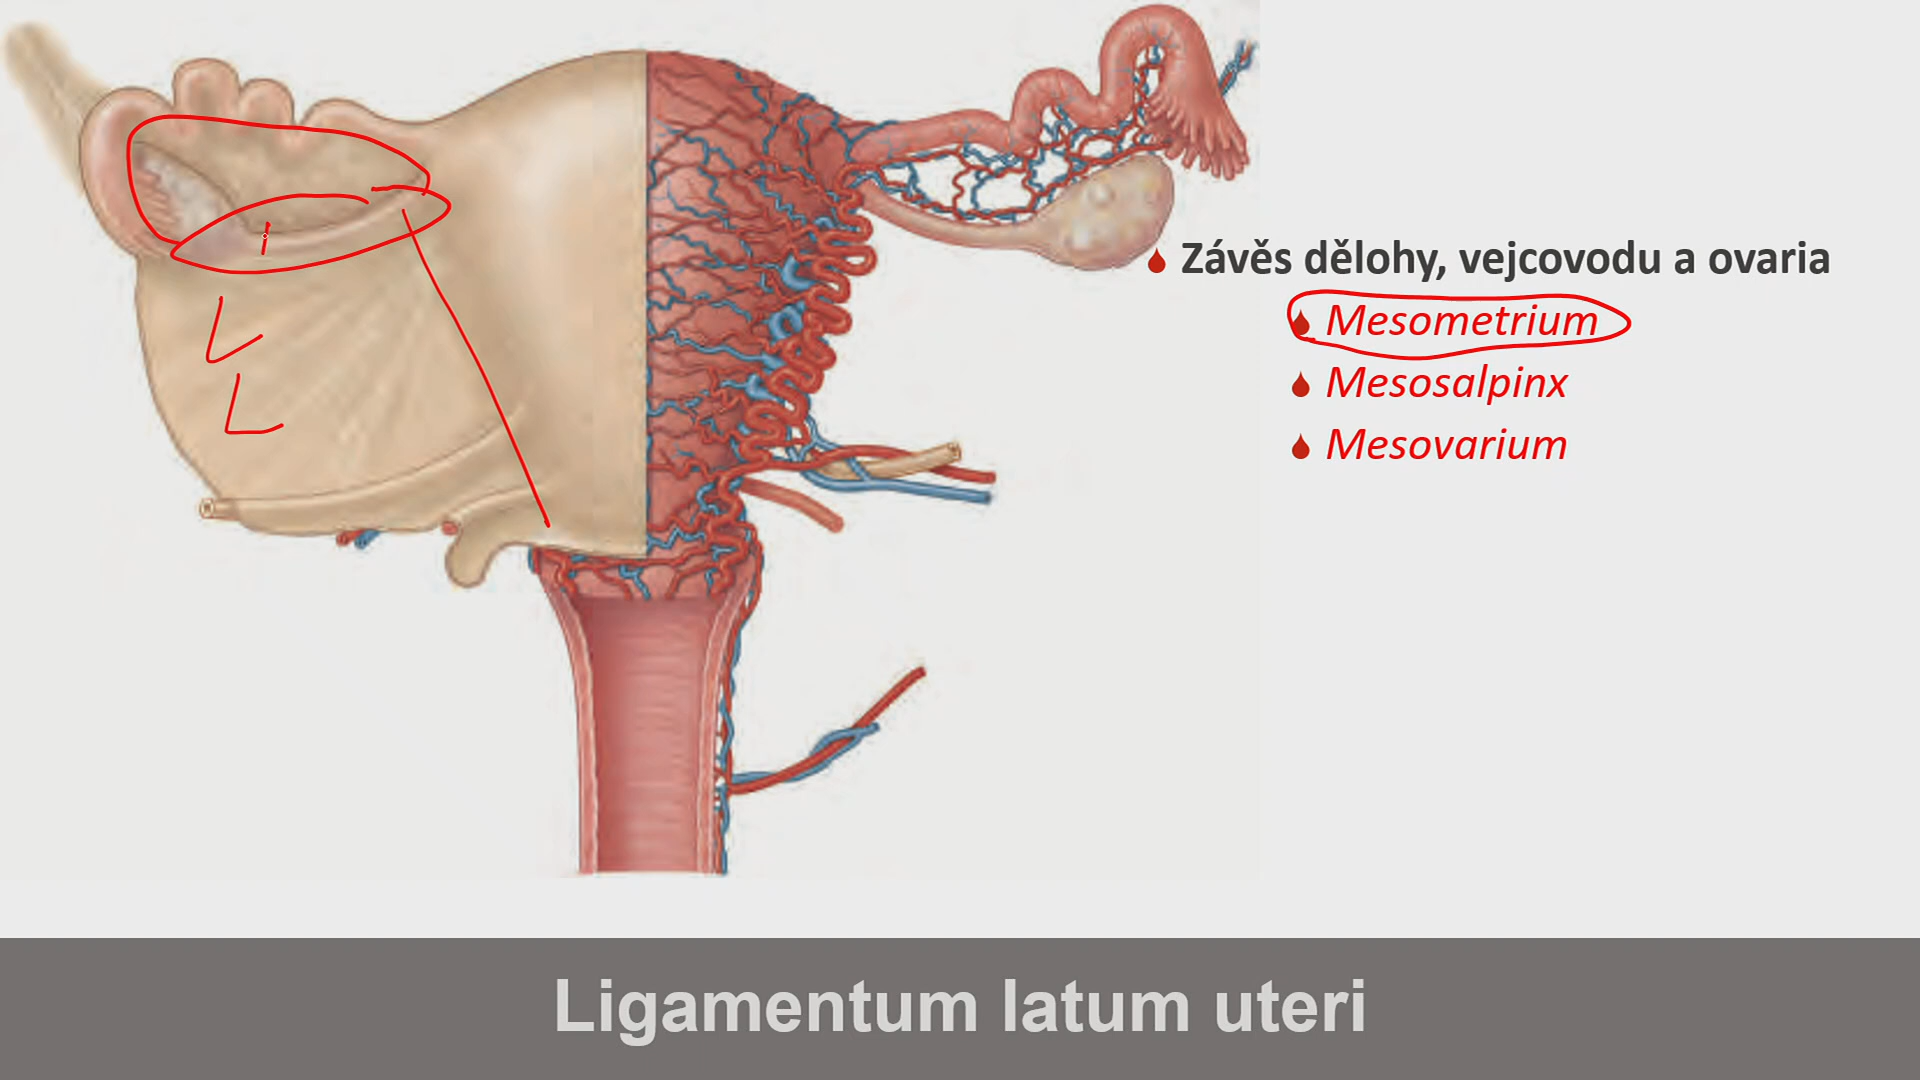 Závěs dělohy, vejcovodu a ovaria
Mesometrium
Mesosalpinx
Mesovarium
Ligamentum latum uteri